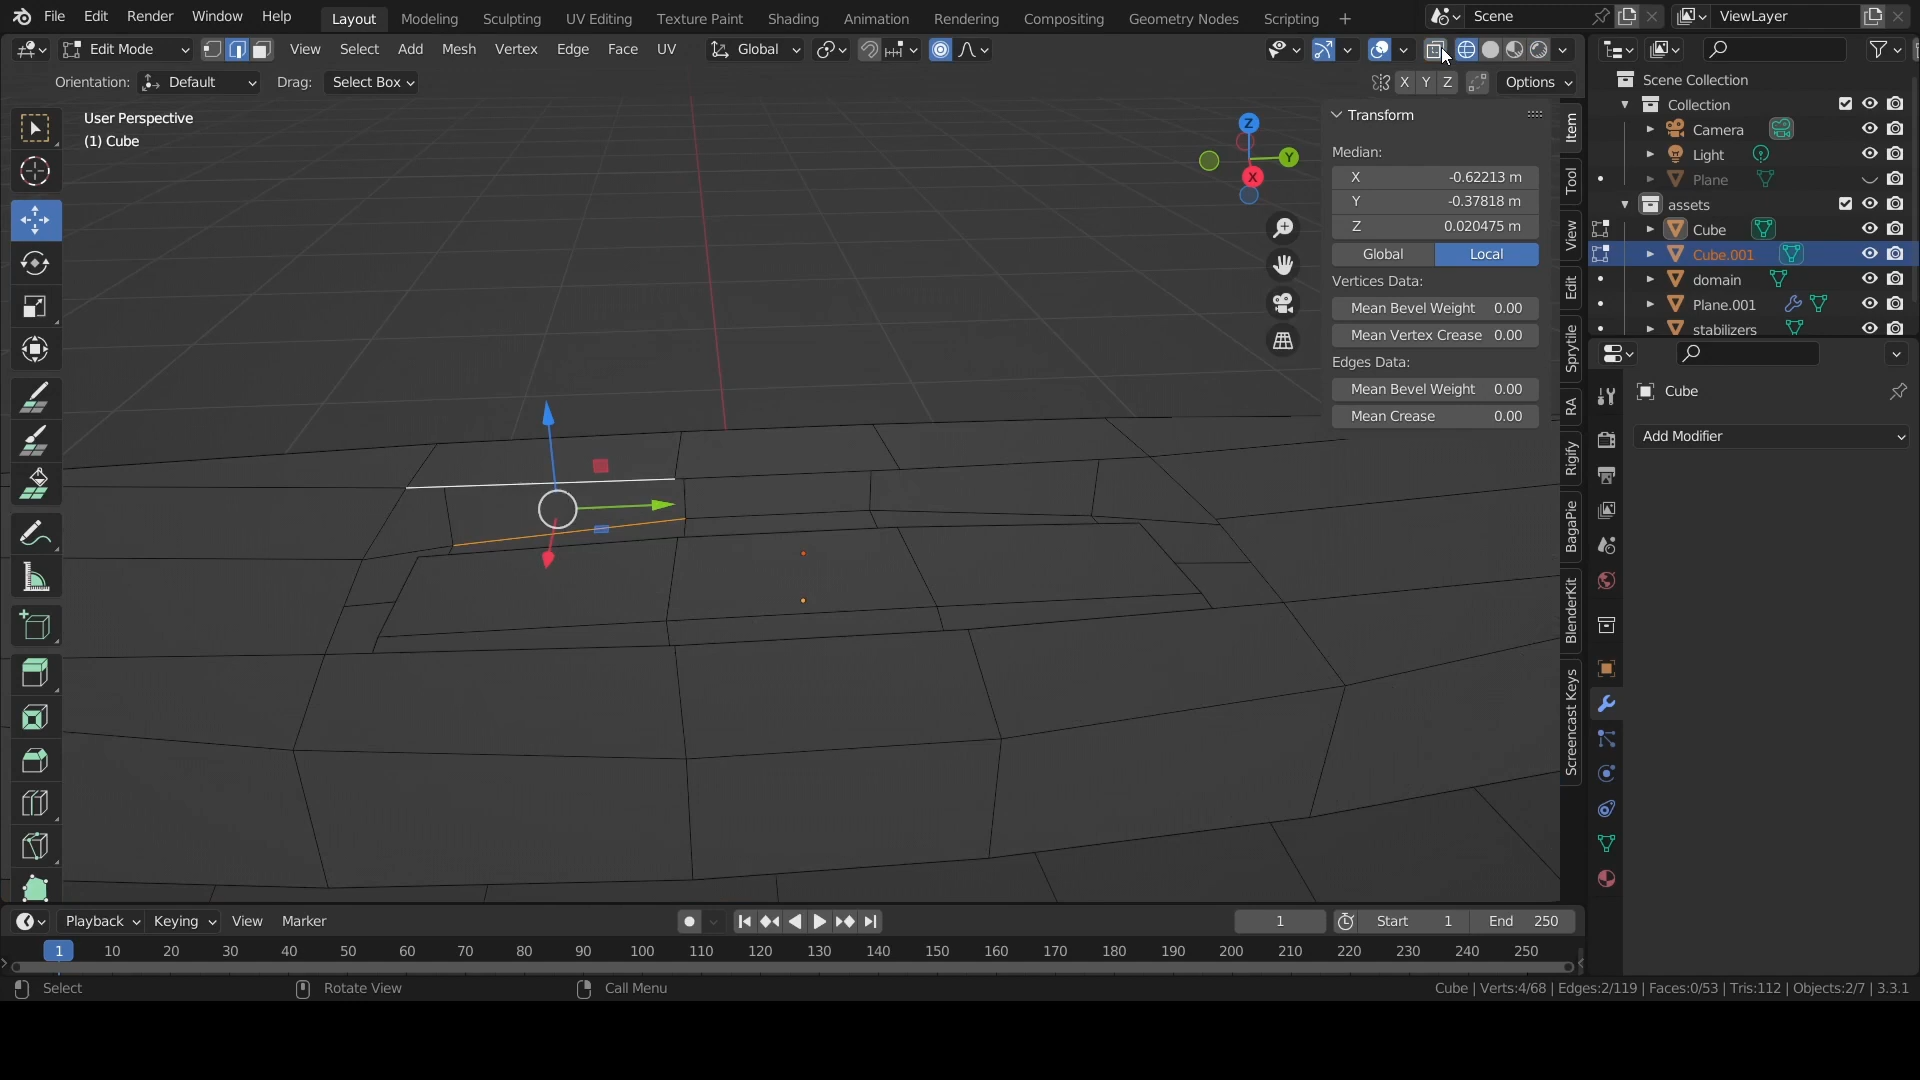 File Edit Render Window Help Layout Modeling Sculpting UV Editing Texture Paint Shading Animation Rendering Compositing Geometry Nodes Scripting + Scene ViewLayer
Edit Mode View Select Add Mesh Vertex Edge Face UV Global
Orientation: Default Drag: Select Box X Y Z Options
User Perspective
(1) Cube
Z
Y
X
Transform
Median:
X -0.62213 m
Y -0.37818 m
Z 0.020475 m
Global Local
Vertices Data:
Mean Bevel Weight 0.00
Mean Vertex Crease 0.00
Edges Data:
Mean Bevel Weight 0.00
Mean Crease 0.00
Item
Tool
View
Edit
Sprytile
RA
Rigify
BagaPie
BlenderKit
Screencast Keys
Scene Collection
Collection
Camera
Light
Plane
assets
Cube
Cube.001
domain
Plane.001
stabilizers
Cube
Add Modifier
Playback Keying View Marker 1 Start 1 End 250
1 10 20 30 40 50 60 70 80 90 100 110 120 130 140 150 160 170 180 190 200 210 220 230 240 250
Select Rotate View Call Menu Cube | Verts:4/68 | Edges:2/119 | Faces:0/53 | Tris:112 | Objects:2/7 | 3.3.1